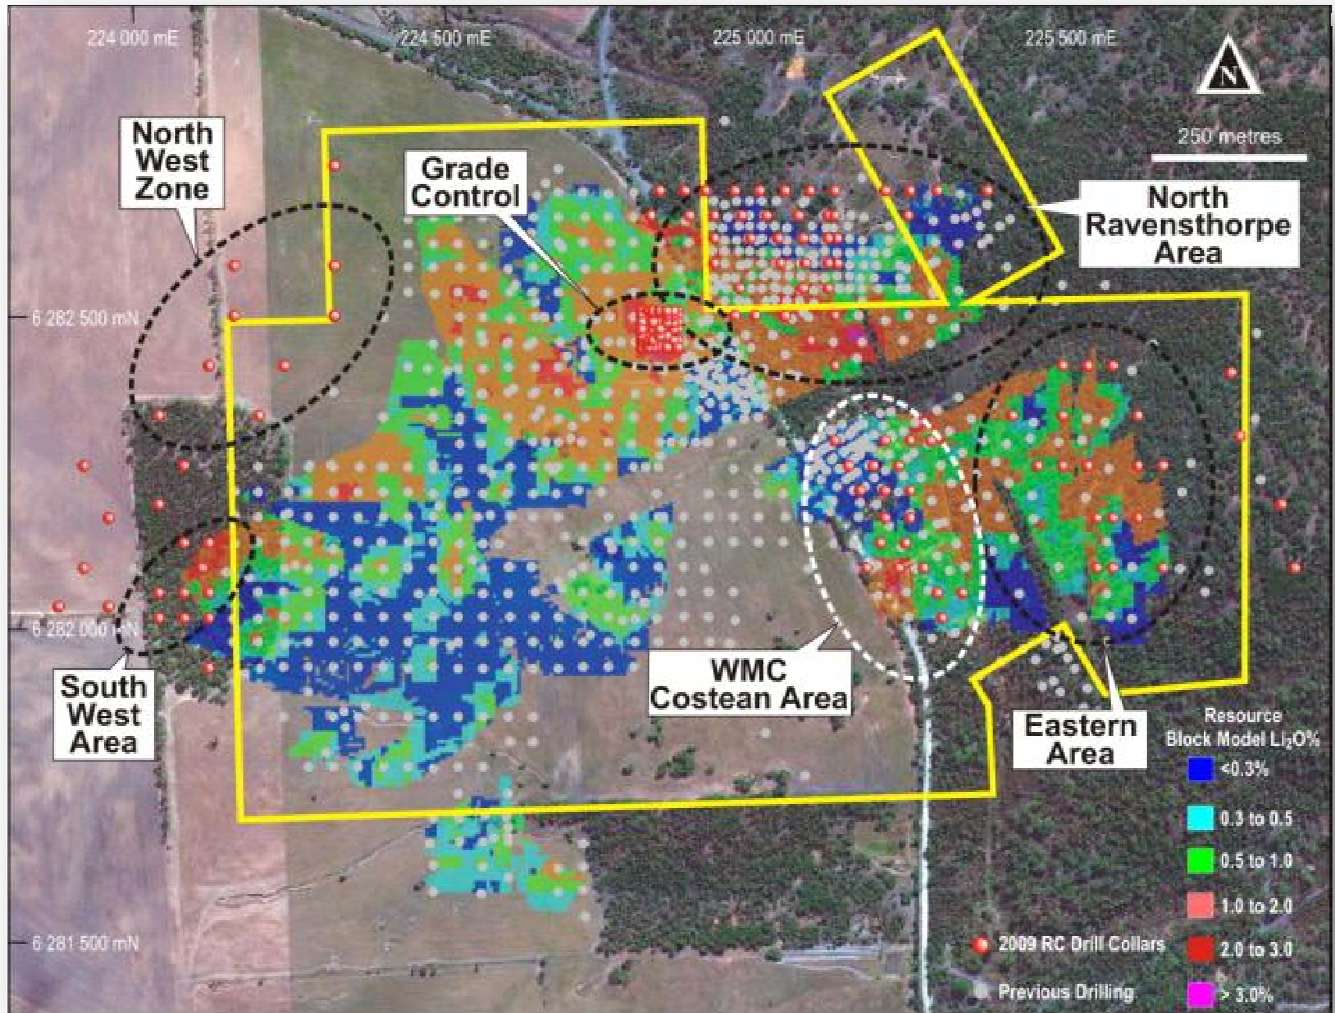 224 000 mE
224 500 mE
225 000 mE
225 500 mE
N
250 metres
North
West
Zone
Grade
Control
North
Ravensthorpe
Area
6 282 500 mN
6 282 000 mN
South
West
Area
WMC
Costean Area
Eastern
Area
Resource
Block Model Li₂O%
<0.3%
0.3 to 0.5
0.5 to 1.0
1.0 to 2.0
2.0 to 3.0
> 3.0%
6 281 500 mN
2009 RC Drill Collars
Previous Drilling